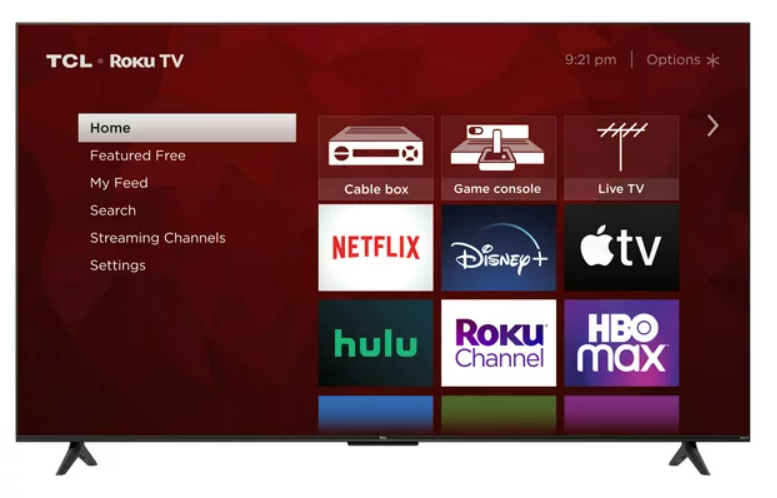 TCL • Roku TV
9:21 pm | Options
Home
Featured Free
My Feed
Search
Streaming Channels
Settings
Cable box
Game console
Live TV
NETFLIX
Disney+
tv
hulu
Roku
Channel
HBO
max
TCL